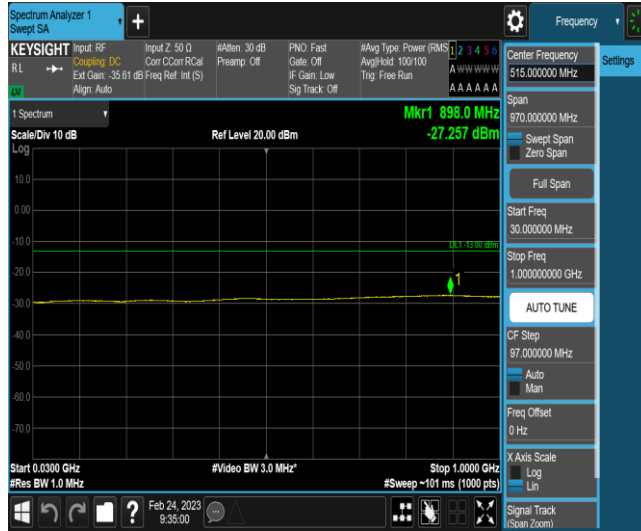 Spectrum Analyzer 1
Swept SA
Frequency
KEYSIGHT
RL
Input: RF
Coupling: DC
Ext Gain: -35.61 dB
Align: Auto
Input Z: 50 Ω
Corr CCorr RCal
Freq Ref: Int (S)
#Atten: 30 dB
Preamp: Off
PNO: Fast
Gate: Off
IF Gain: Low
Sig Track: Off
#Avg Type: Power (RMS
Avg|Hold: 100/100
Trig: Free Run
1 2 3 4 5 6
A W W W W W
A A A A A A
1 Spectrum
Scale/Div 10 dB
Ref Level 20.00 dBm
Mkr1 898.0 MHz
-27.257 dBm
Log
10.0
0.00
-10.0
-20.0
-30.0
-40.0
-50.0
-60.0
-70.0
DL1 -13.00 dBm
1
Start 0.0300 GHz
#Res BW 1.0 MHz
#Video BW 3.0 MHz*
Stop 1.0000 GHz
#Sweep ~101 ms (1000 pts)
Feb 24, 2023
9:35:00
?
Settings
Center Frequency
515.000000 MHz
Span
970.000000 MHz
Swept Span
Zero Span
Full Span
Start Freq
30.000000 MHz
Stop Freq
1.000000000 GHz
AUTO TUNE
CF Step
97.000000 MHz
Auto
Man
Freq Offset
0 Hz
X Axis Scale
Log
Lin
Signal Track
(Span Zoom)